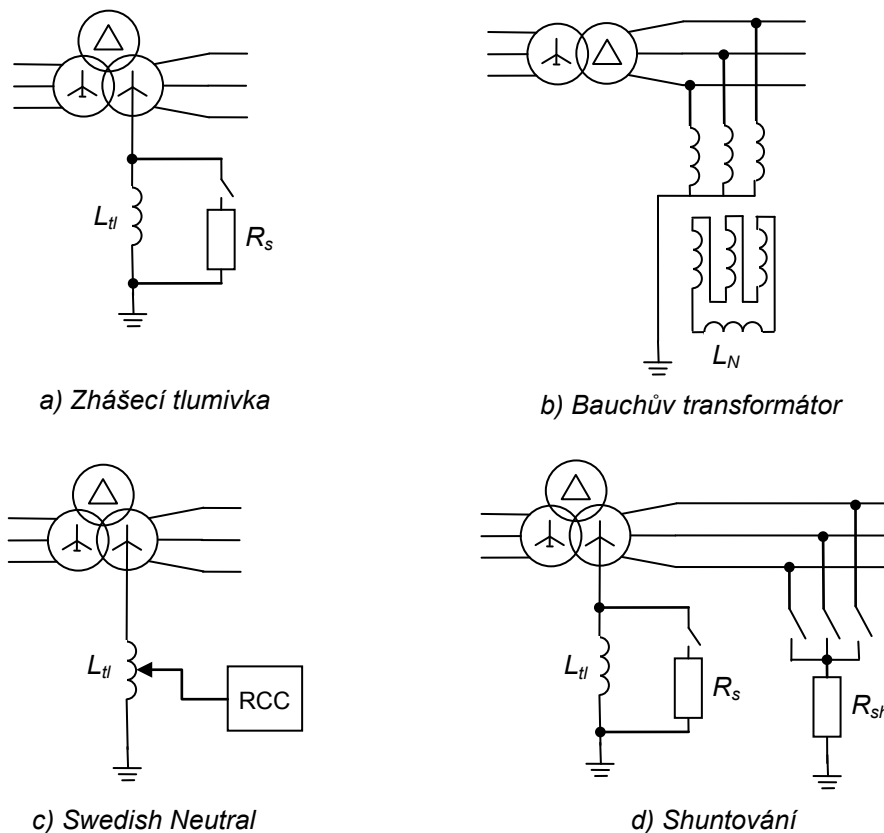 L_tl
R_s
a) Zhášecí tlumivka
L_N
b) Bauchův transformátor
L_tl
RCC
c) Swedish Neutral
L_tl
R_s
R_sh
d) Shuntování